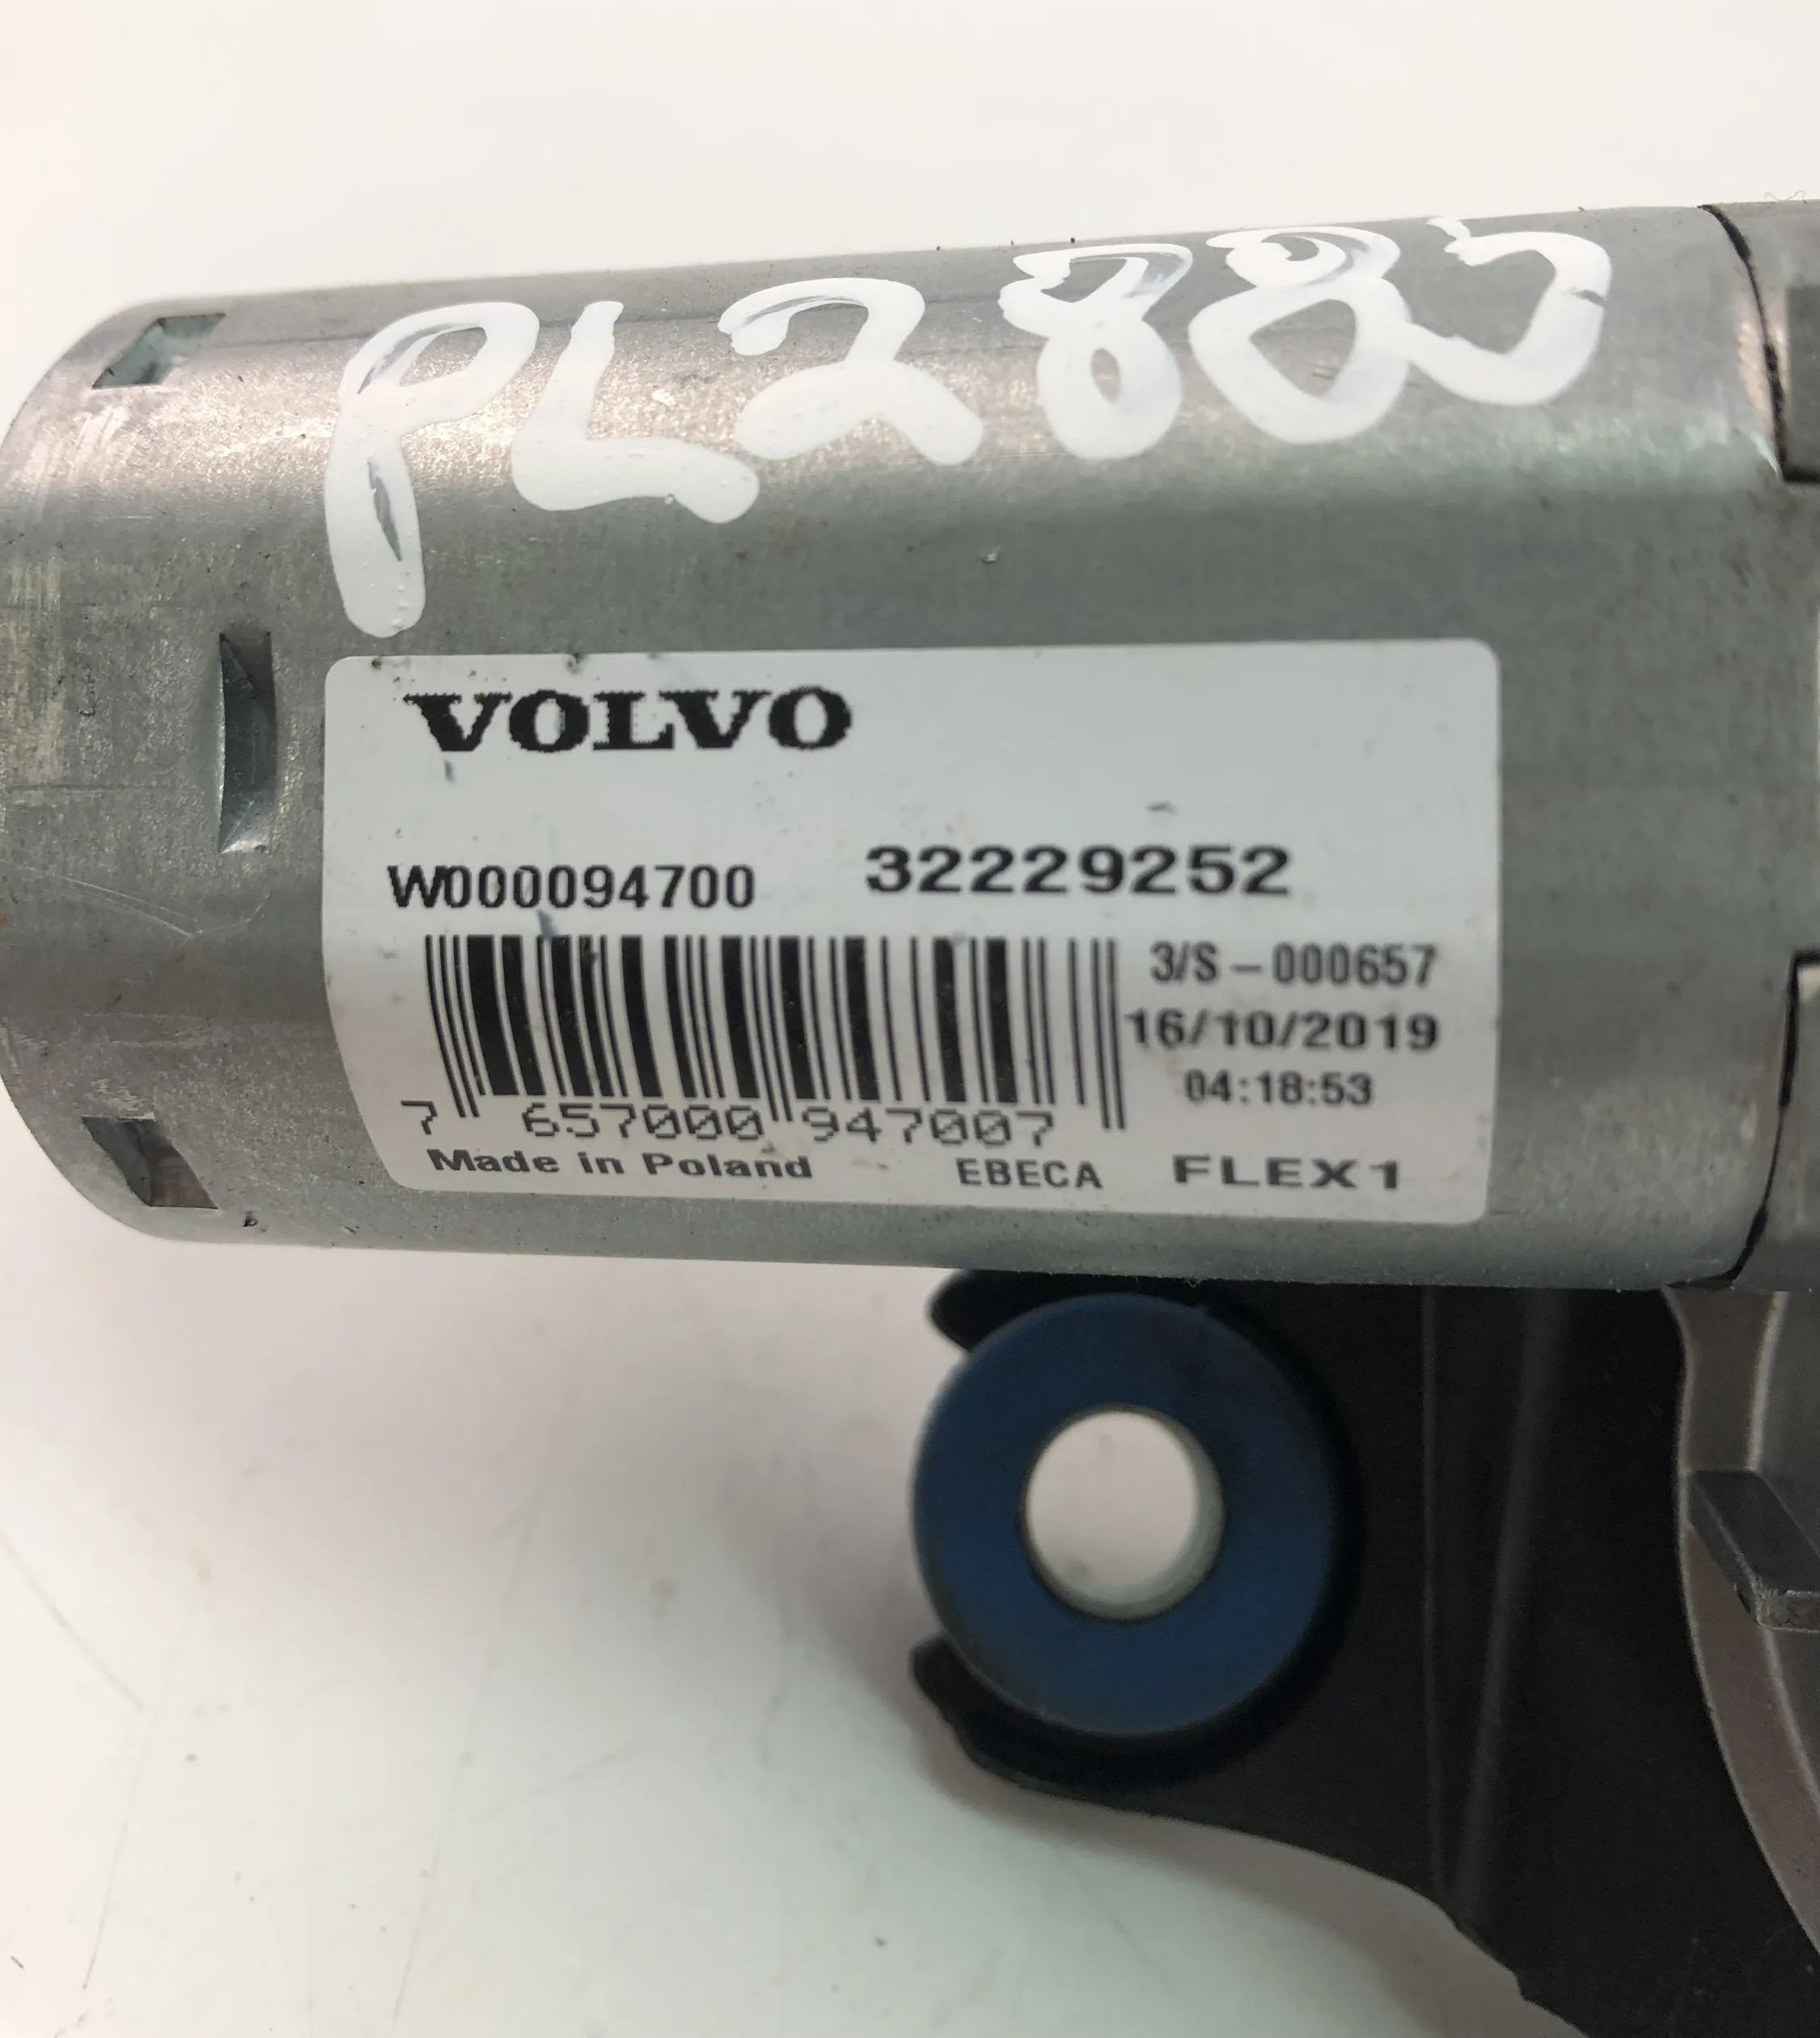 PL2885
VOLVO
W000094700 32229252
3/S-000657
16/10/2019
04:18:53
7 657000 947007
Made in Poland EBECA FLEX1